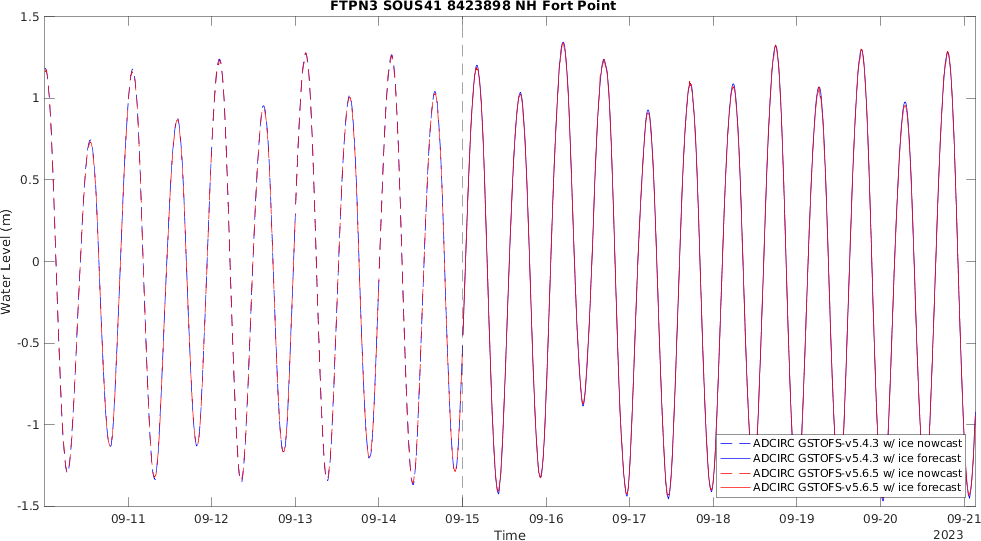 FTPN3 SOUS41 8423898 NH Fort Point
1.5
1
0.5
0
-0.5
-1
-1.5
Water Level (m)
ADCIRC GSTOFS-v5.4.3 w/ ice nowcast
ADCIRC GSTOFS-v5.4.3 w/ ice forecast
ADCIRC GSTOFS-v5.6.5 w/ ice nowcast
ADCIRC GSTOFS-v5.6.5 w/ ice forecast
09-11 09-12 09-13 09-14 09-15 09-16 09-17 09-18 09-19 09-20 09-21
Time 2023